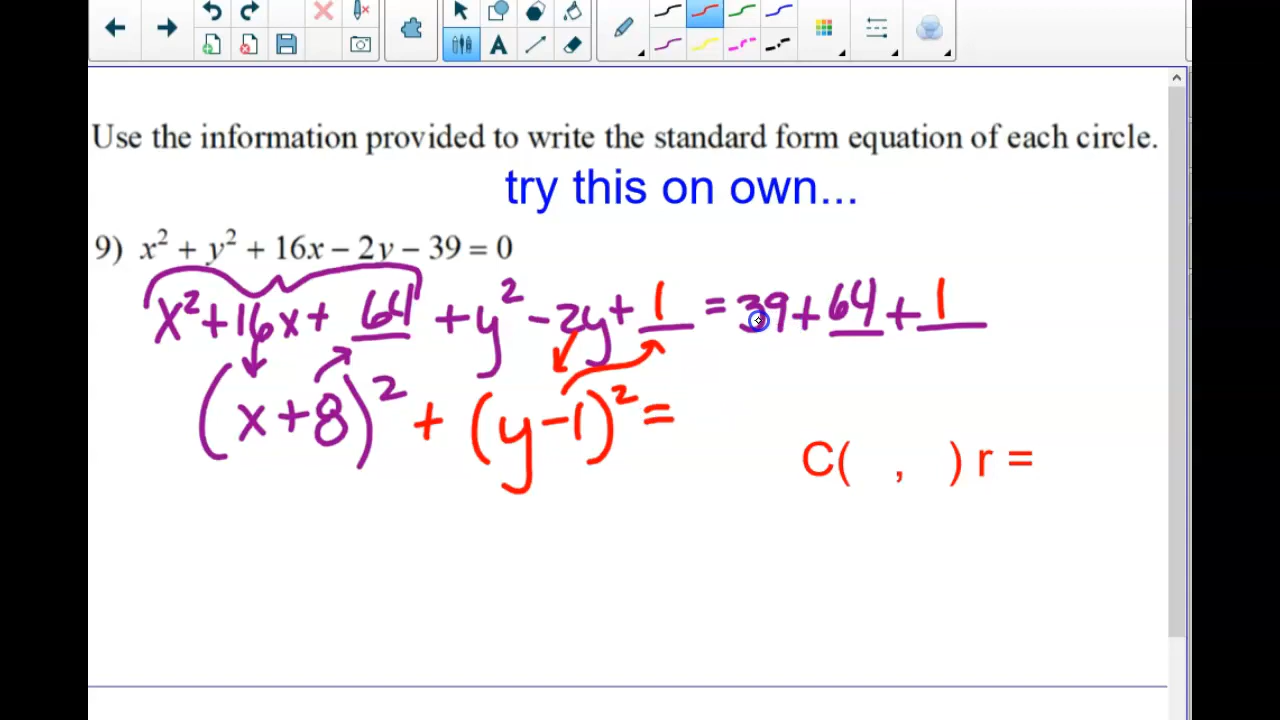 Use the information provided to write the standard form equation of each circle.
try this on own...
9) x² + y² + 16x − 2y − 39 = 0
x² + 16x + 64 + y² − 2y + 1 = 39 + 64 + 1
(x + 8)² + (y − 1)² =
C( , ) r =